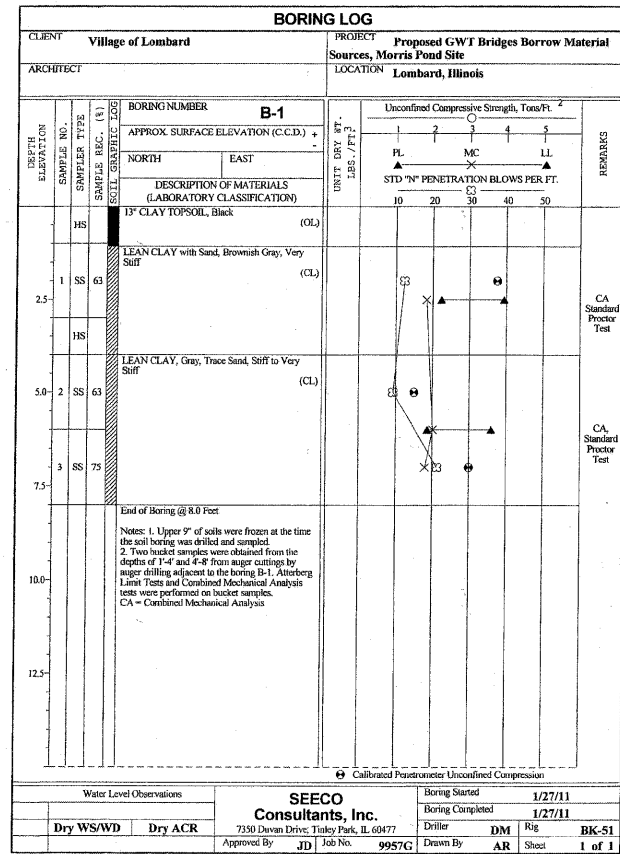 BORING LOG
CLIENT Village of Lombard
PROJECT Proposed GWT Bridges Borrow Material
Sources, Morris Pond Site
ARCHITECT
LOCATION Lombard, Illinois
DEPTH
ELEVATION
SAMPLE NO.
SAMPLER TYPE
SAMPLE REC. (%)
SOIL GRAPHIC LOG
BORING NUMBER B-1
APPROX. SURFACE ELEVATION (C.C.D.) +
-
NORTH EAST
DESCRIPTION OF MATERIALS
(LABORATORY CLASSIFICATION)
UNIT DRY WT.
LBS./FT.3
Unconfined Compressive Strength, Tons/Ft. 2
1 2 3 4 5
PL MC LL
STD "N" PENETRATION BLOWS PER FT.
10 20 30 40 50
REMARKS
HS
13" CLAY TOPSOIL, Black
(OL)
LEAN CLAY with Sand, Brownish Gray, Very
Stiff
(CL)
1 SS 63
2.5
HS
CA
Standard
Proctor
Test
LEAN CLAY, Gray, Trace Sand, Stiff to Very
Stiff
(CL)
5.0 2 SS 63
CA,
Standard
Proctor
Test
3 SS 75
7.5
End of Boring @ 8.0 Feet
Notes: 1. Upper 9" of soils were frozen at the time
the soil boring was drilled and sampled.
2. Two bucket samples were obtained from the
depths of 1'-4' and 4'-8' from auger cuttings by
auger drilling adjacent to the boring B-1. Atterberg
Limit Tests and Combined Mechanical Analysis
tests were performed on bucket samples.
CA = Combined Mechanical Analysis
10.0
12.5
Calibrated Penetrometer Unconfined Compression
Water Level Observations
Dry WS/WD Dry ACR
SEECO
Consultants, Inc.
7350 Duvan Drive, Tinley Park, IL 60477
Approved By JD Job No. 9957G
Boring Started 1/27/11
Boring Completed 1/27/11
Driller DM Rig BK-51
Drawn By AR Sheet 1 of 1